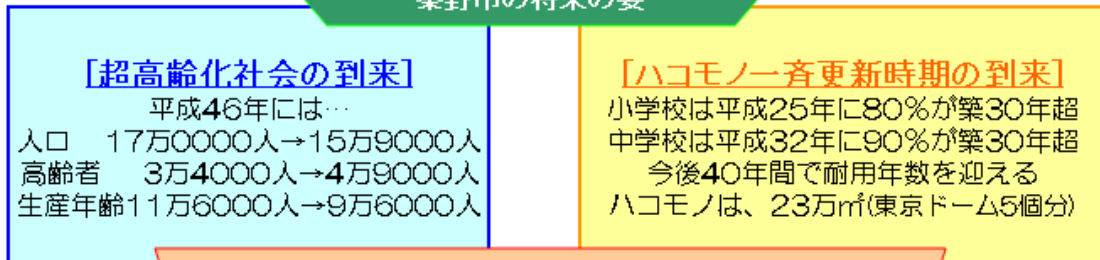 秦野市の将来の姿
[超高齢化社会の到来]
平成46年には…
人口　17万0000人→15万9000人
高齢者　3万4000人→4万9000人
生産年齢11万6000人→9万6000人
[ハコモノ一斉更新時期の到来]
小学校は平成25年に80％が築30年超
中学校は平成32年に90％が築30年超
今後40年間で耐用年数を迎える
ハコモノは、23万㎡(東京ドーム5個分)